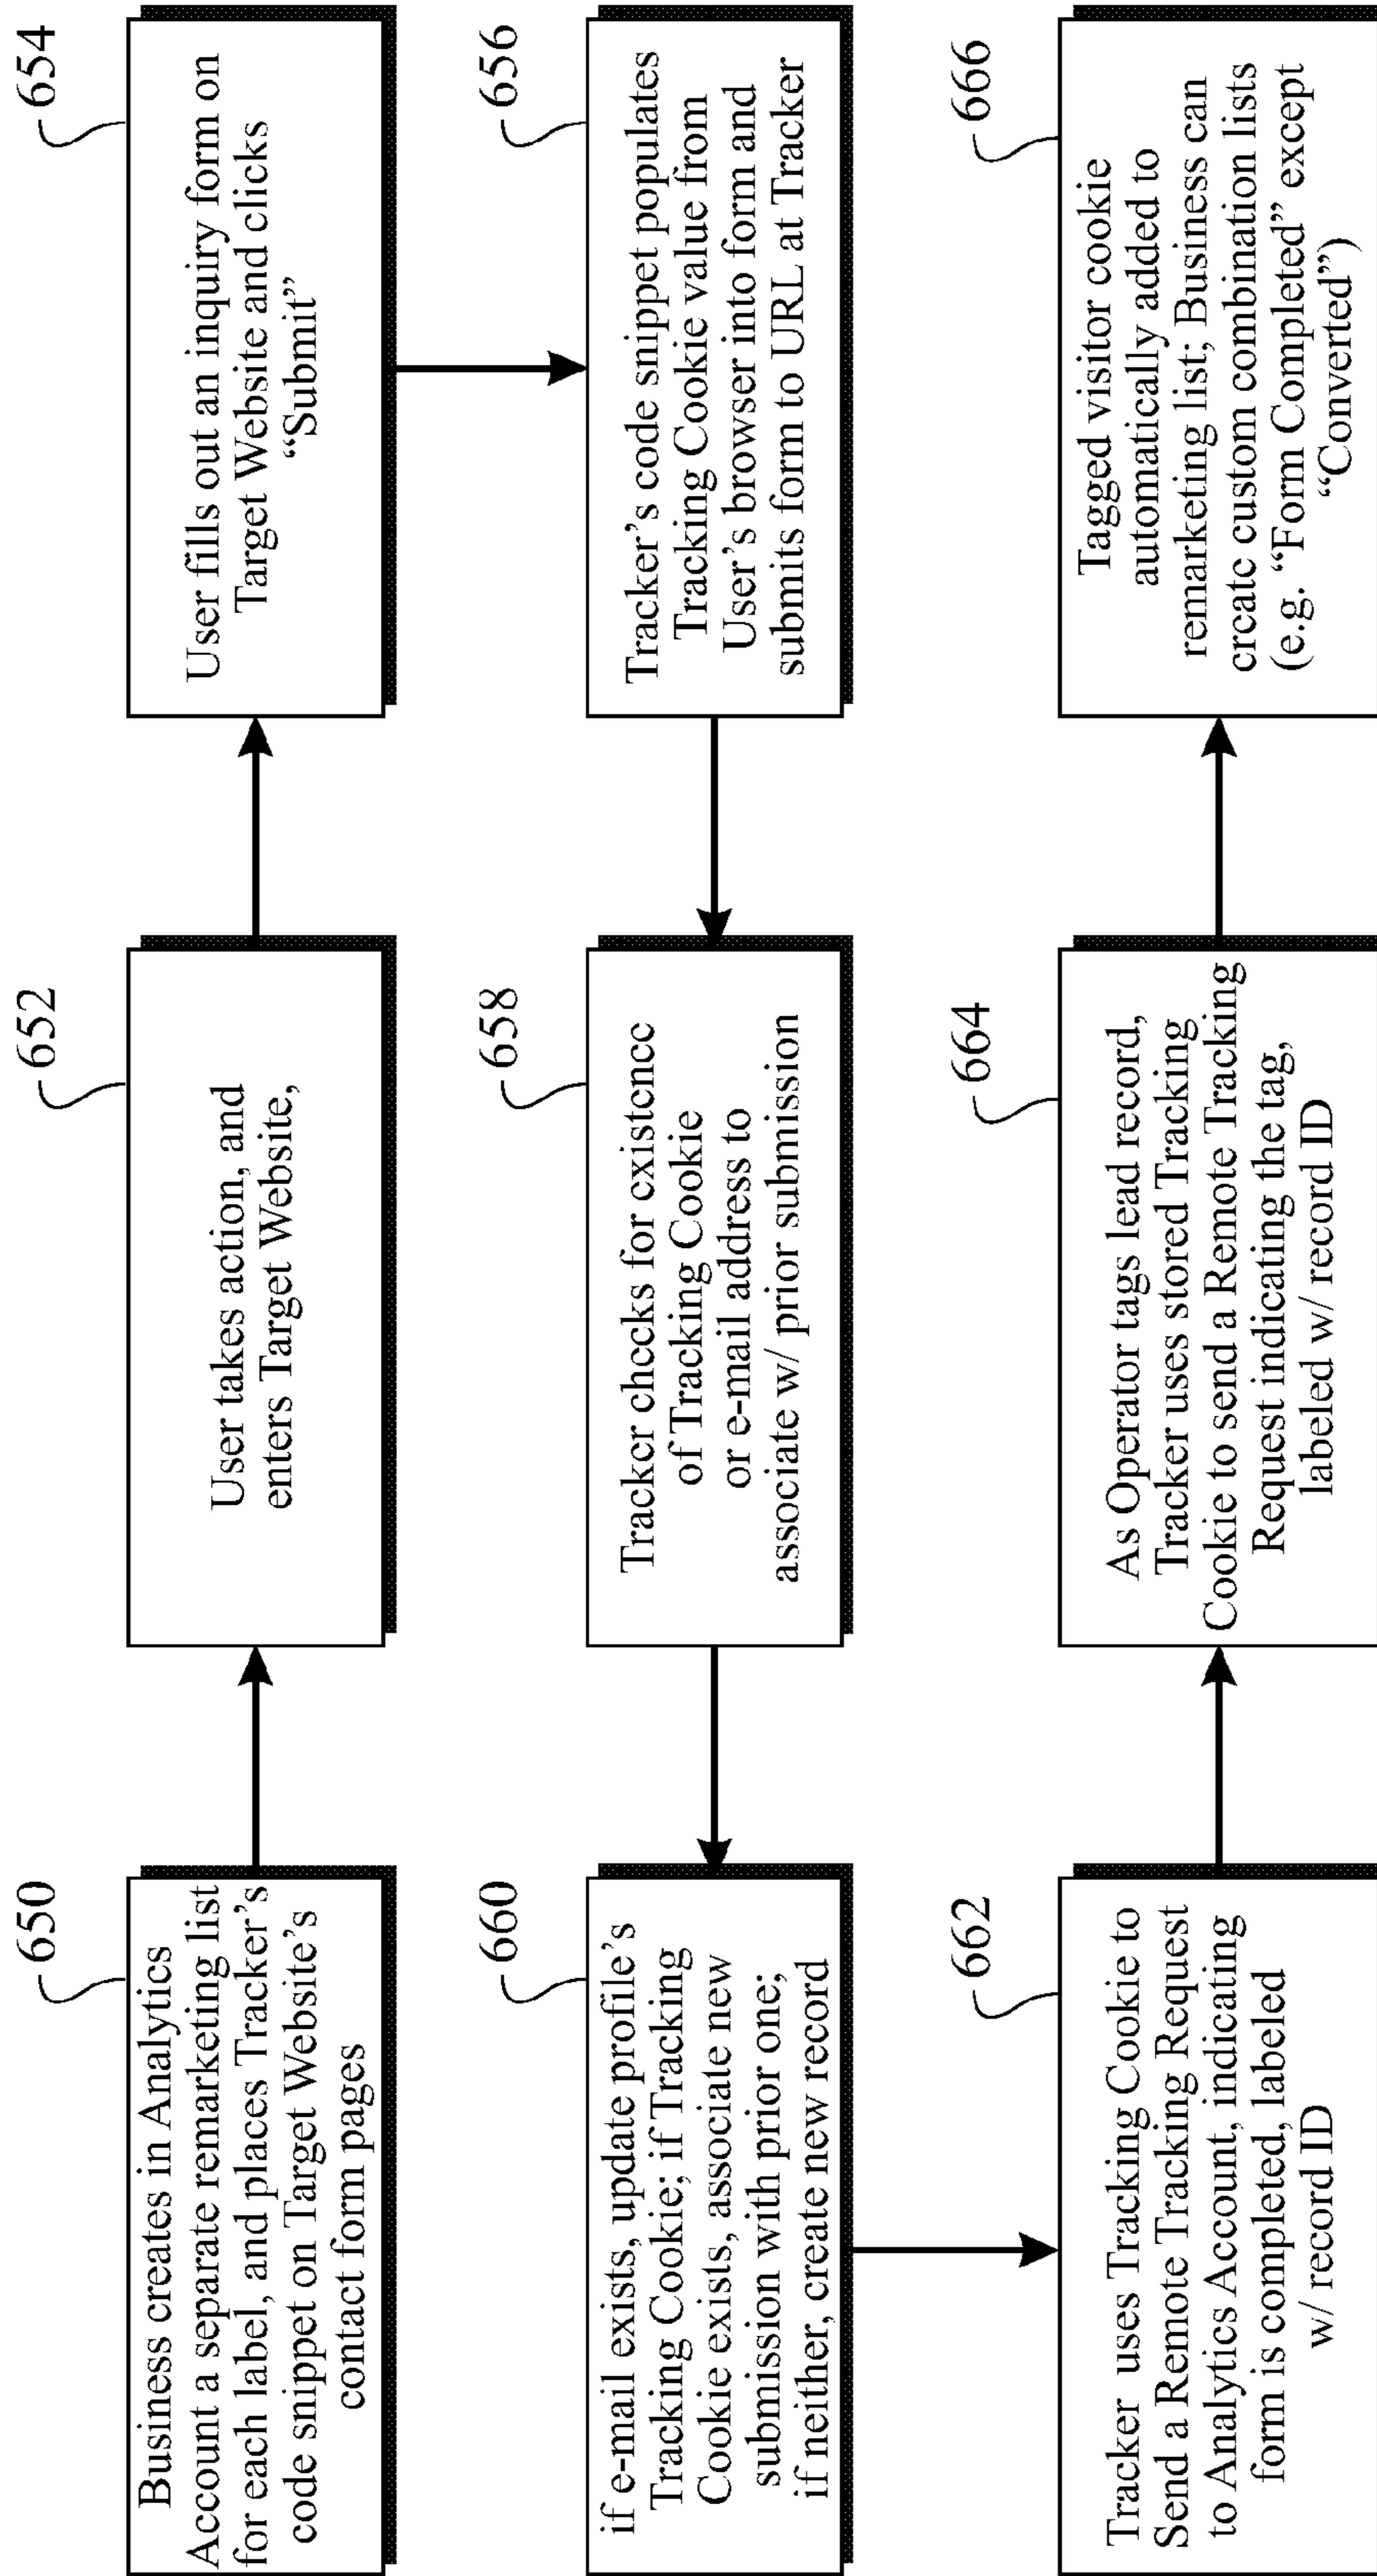 650
Business creates in Analytics
Account a separate remarketing list
for each label, and places Tracker's
code snippet on Target Website's
contact form pages
652
User takes action, and
enters Target Website,
654
User fills out an inquiry form on
Target Website and clicks
“Submit”
656
Tracker's code snippet populates
Tracking Cookie value from
User's browser into form and
submits form to URL at Tracker
658
Tracker checks for existence
of Tracking Cookie
or e-mail address to
associate w/ prior submission
660
if e-mail exists, update profile's
Tracking Cookie; if Tracking
Cookie exists, associate new
submission with prior one;
if neither, create new record
662
Tracker uses Tracking Cookie to
Send a Remote Tracking Request
to Analytics Account, indicating
form is completed, labeled
w/ record ID
664
As Operator tags lead record,
Tracker uses stored Tracking
Cookie to send a Remote Tracking
Request indicating the tag,
labeled w/ record ID
666
Tagged visitor cookie
automatically added to
remarketing list; Business can
create custom combination lists
(e.g. “Form Completed” except
“Converted”)